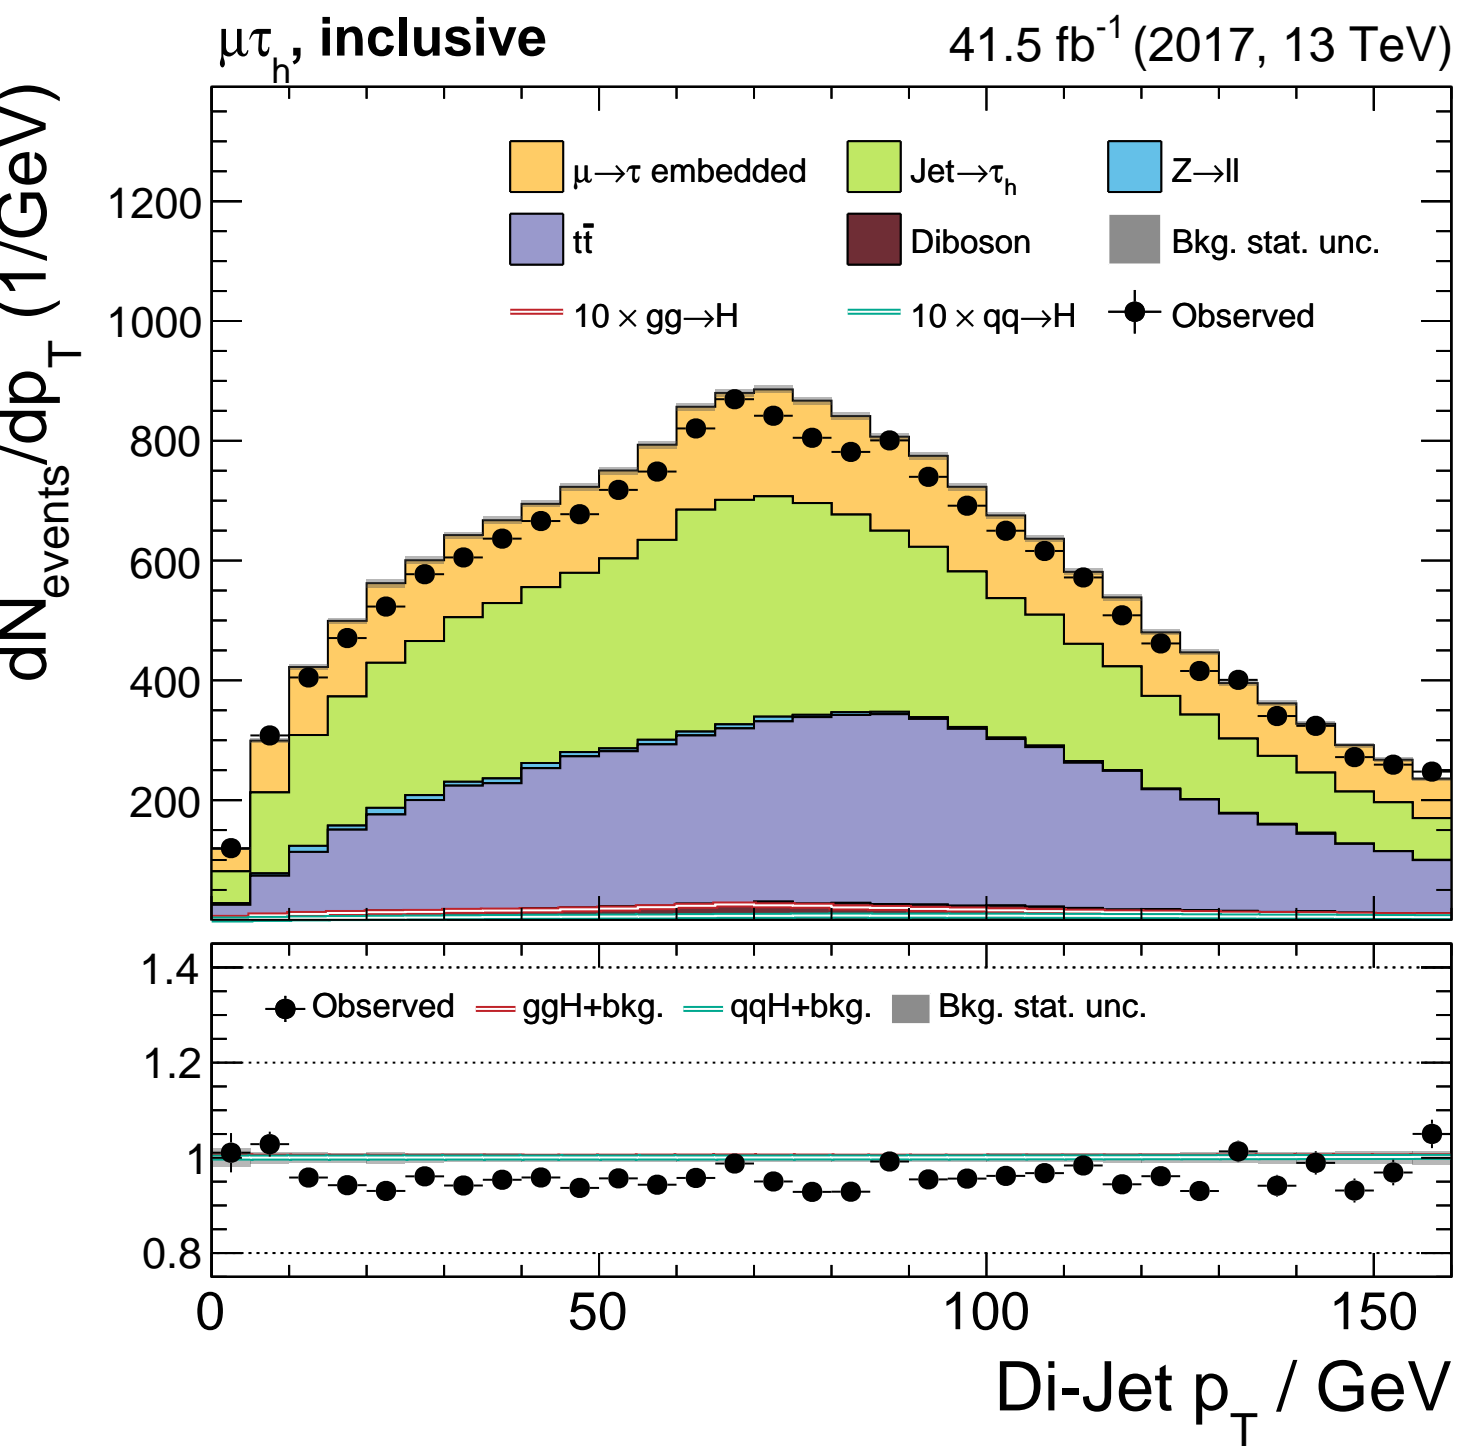 μτh, inclusive
41.5 fb-1 (2017, 13 TeV)
dNevents/dpT (1/GeV)
μ→τ embedded
Jet→τh
Z→ll
tt̄
Diboson
Bkg. stat. unc.
10 × gg→H
10 × qq→H
Observed
1200
1000
800
600
400
200
1.4
Observed
ggH+bkg.
qqH+bkg.
Bkg. stat. unc.
1.2
1
0.8
0
50
100
150
Di-Jet pT / GeV